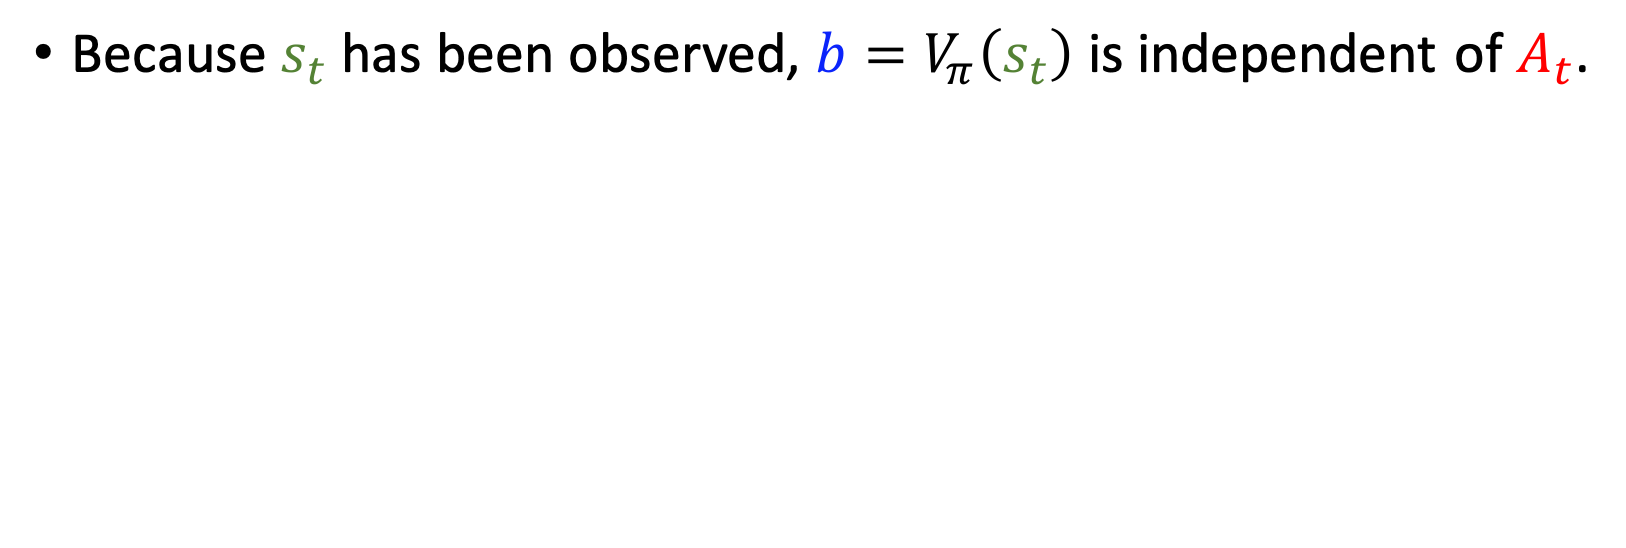 • Because s_t has been observed, b = V_π(s_t) is independent of A_t.